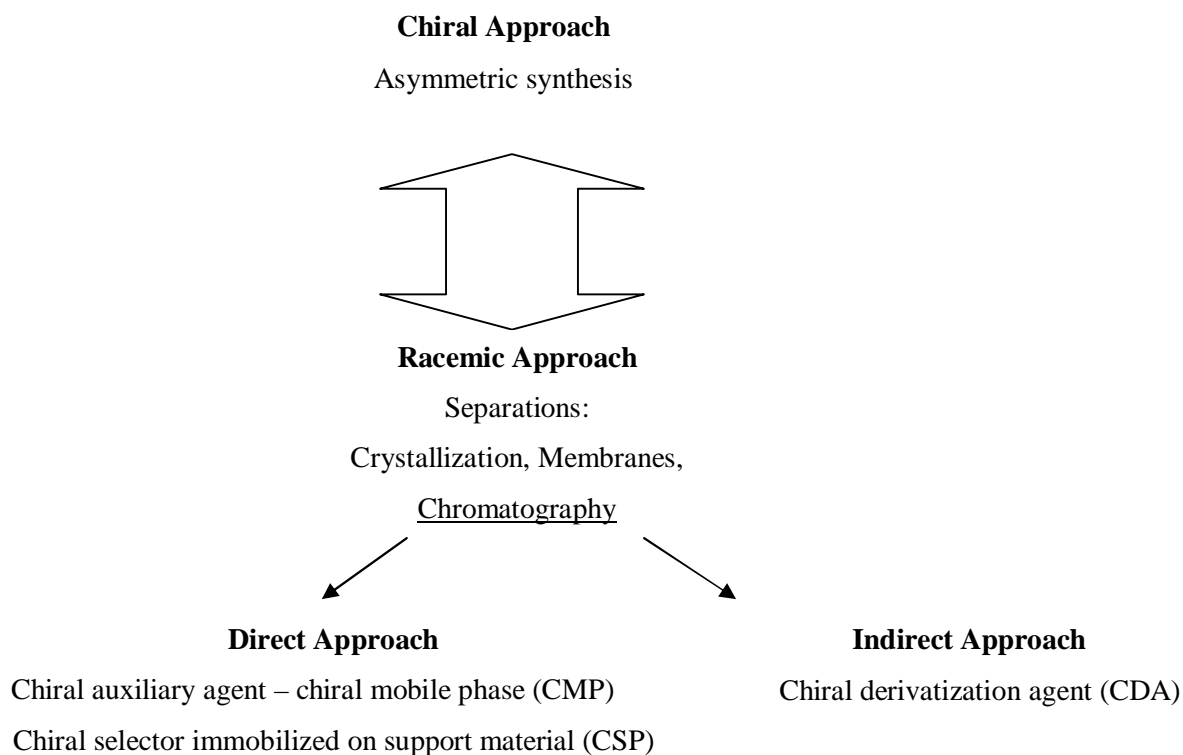 Chiral Approach
Asymmetric synthesis
Racemic Approach
Separations:
Crystallization, Membranes,
Chromatography
Direct Approach
Chiral auxiliary agent – chiral mobile phase (CMP)
Chiral selector immobilized on support material (CSP)
Indirect Approach
Chiral derivatization agent (CDA)